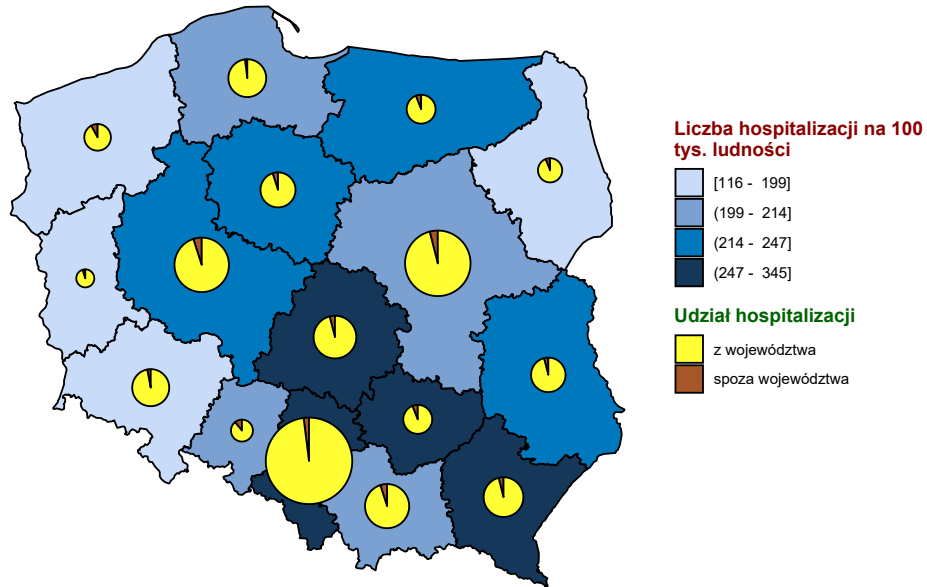 Liczba hospitalizacji na 100
tys. ludności
[116 - 199]
(199 - 214]
(214 - 247]
(247 - 345]
Udział hospitalizacji
z województwa
spoza województwa